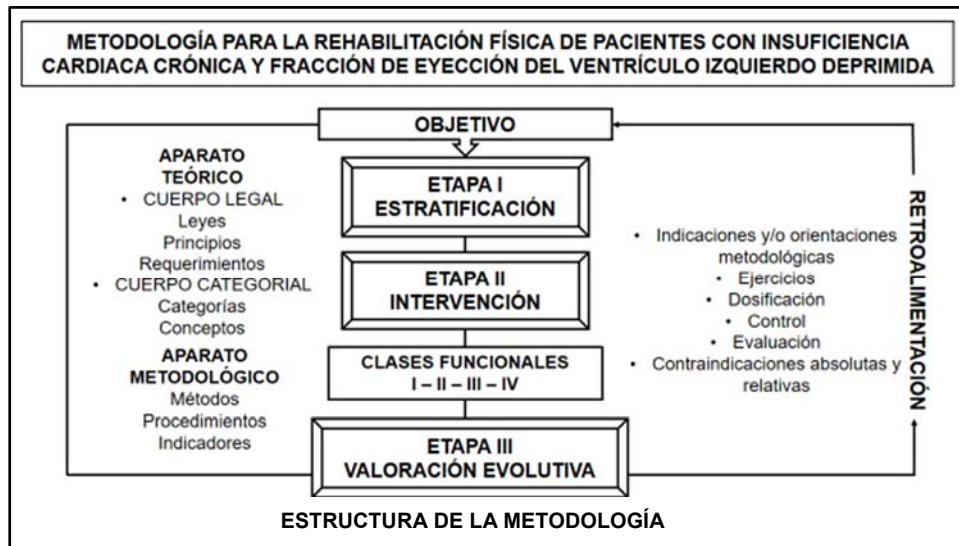 METODOLOGÍA PARA LA REHABILITACIÓN FÍSICA DE PACIENTES CON INSUFICIENCIA
CARDIACA CRÓNICA Y FRACCIÓN DE EYECCIÓN DEL VENTRÍCULO IZQUIERDO DEPRIMIDA
OBJETIVO
APARATO
TEÓRICO
• CUERPO LEGAL
Leyes
Principios
Requerimientos
• CUERPO CATEGORIAL
Categorías
Conceptos
APARATO
METODOLÓGICO
Métodos
Procedimientos
Indicadores
ETAPA I
ESTRATIFICACIÓN
ETAPA II
INTERVENCIÓN
CLASES FUNCIONALES
I – II – III – IV
ETAPA III
VALORACIÓN EVOLUTIVA
• Indicaciones y/o orientaciones
metodológicas
• Ejercicios
• Dosificación
• Control
• Evaluación
• Contraindicaciones absolutas y
relativas
RETROALIMENTACIÓN
ESTRUCTURA DE LA METODOLOGÍA